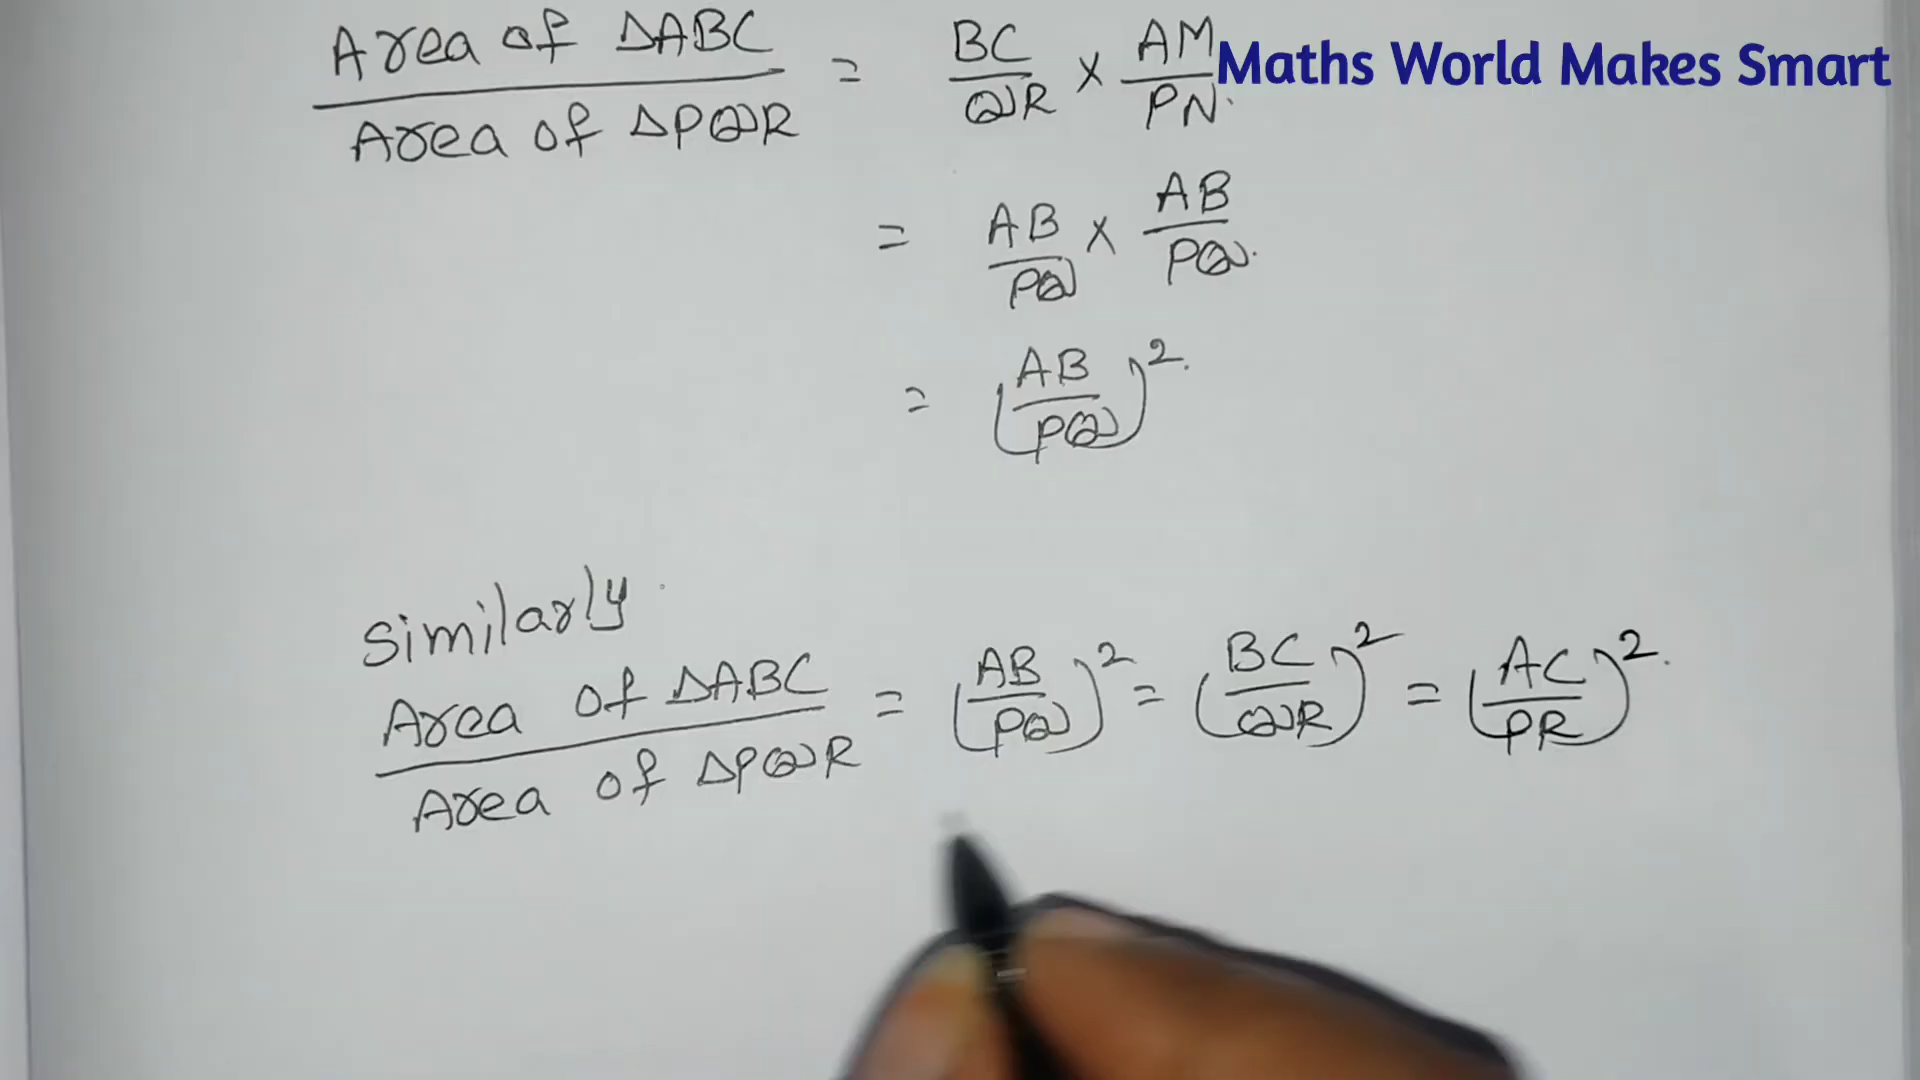 Area of ΔABC / Area of ΔPQR = BC/QR × AM/PN.
Maths World Makes Smart
= AB/PQ × AB/PQ.
= (AB/PQ)².
Similarly
Area of ΔABC / Area of ΔPQR = (AB/PQ)² = (BC/QR)² = (AC/PR)².